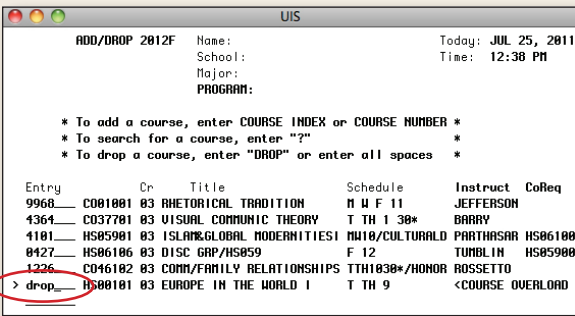 UIS
ADD/DROP 2012F Name: Today: JUL 25, 2011
School: Time: 12:38 PM
Major:
PROGRAM:
* To add a course, enter COURSE INDEX or COURSE NUMBER *
* To search for a course, enter "?" *
* To drop a course, enter "DROP" or enter all spaces *
Entry Cr Title Schedule Instruct CoReq
9968___ CO01001 03 RHETORICAL TRADITION M W F 11 JEFFERSON
4364___ CO37701 03 VISUAL COMMUNIC THEORY T TH 1 30* BARRY
4101___ HS05901 03 ISLAM&GLOBAL MODERNITIESI MW10/CULTURALD PARTHASAR HS06100
0427___ HS06106 03 DISC GRP/HS059 F 12 TUMBLIN HS05900
1226___ CO46102 03 COMM/FAMILY RELATIONSHIPS TTH1030*/HONOR ROSSETTO
> drop___ HS00101 03 EUROPE IN THE WORLD I T TH 9 <COURSE OVERLOAD